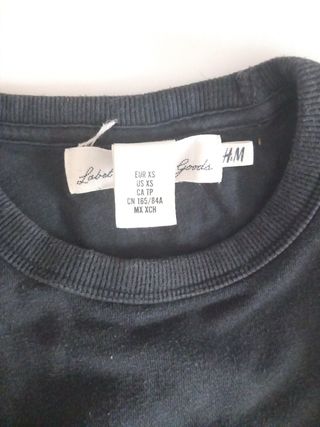 Label
Goods.
H&M
EUR XS
US XS
CA TP
CN 165/84A
MX XCH